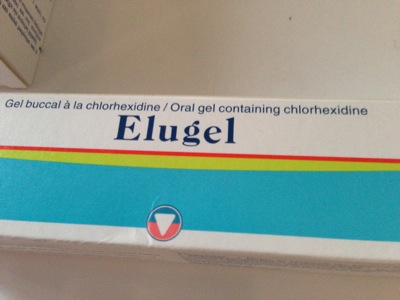 Gel buccal à la chlorhexidine / Oral gel containing chlorhexidine
Elugel